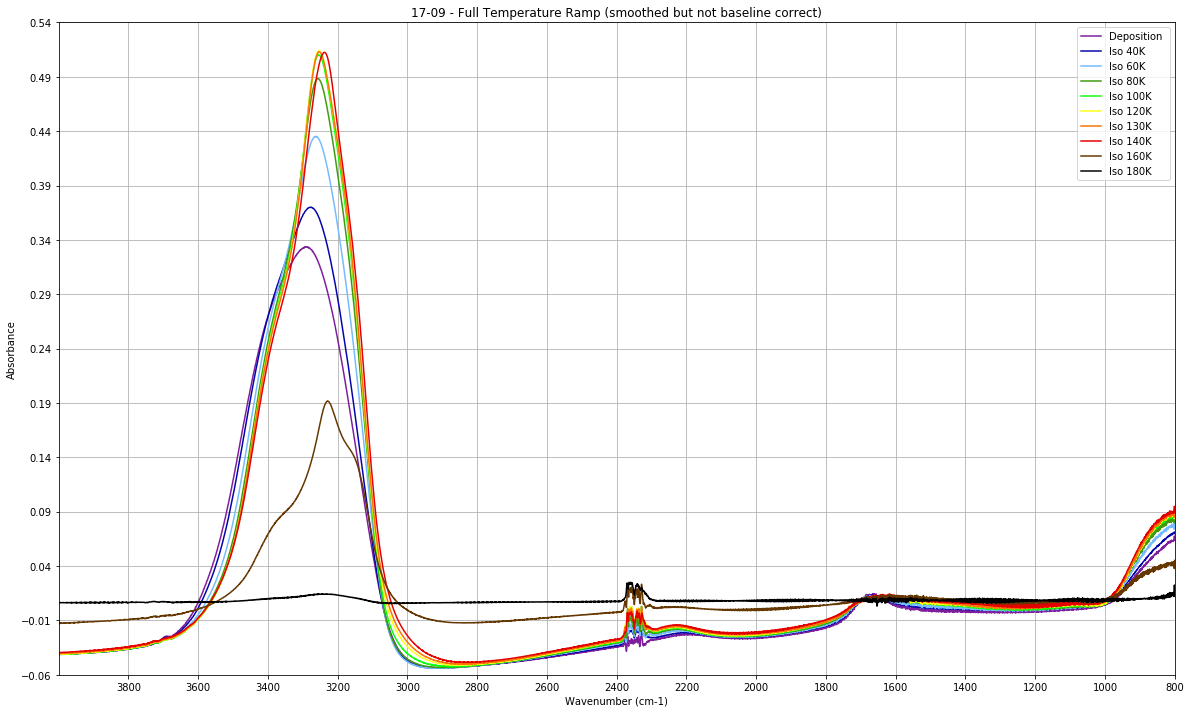 17-09 - Full Temperature Ramp (smoothed but not baseline correct)
Deposition
Iso 40K
Iso 60K
Iso 80K
Iso 100K
Iso 120K
Iso 130K
Iso 140K
Iso 160K
Iso 180K
Absorbance
0.54
0.49
0.44
0.39
0.34
0.29
0.24
0.19
0.14
0.09
0.04
−0.01
−0.06
3800 3600 3400 3200 3000 2800 2600 2400 2200 2000 1800 1600 1400 1200 1000 800
Wavenumber (cm-1)